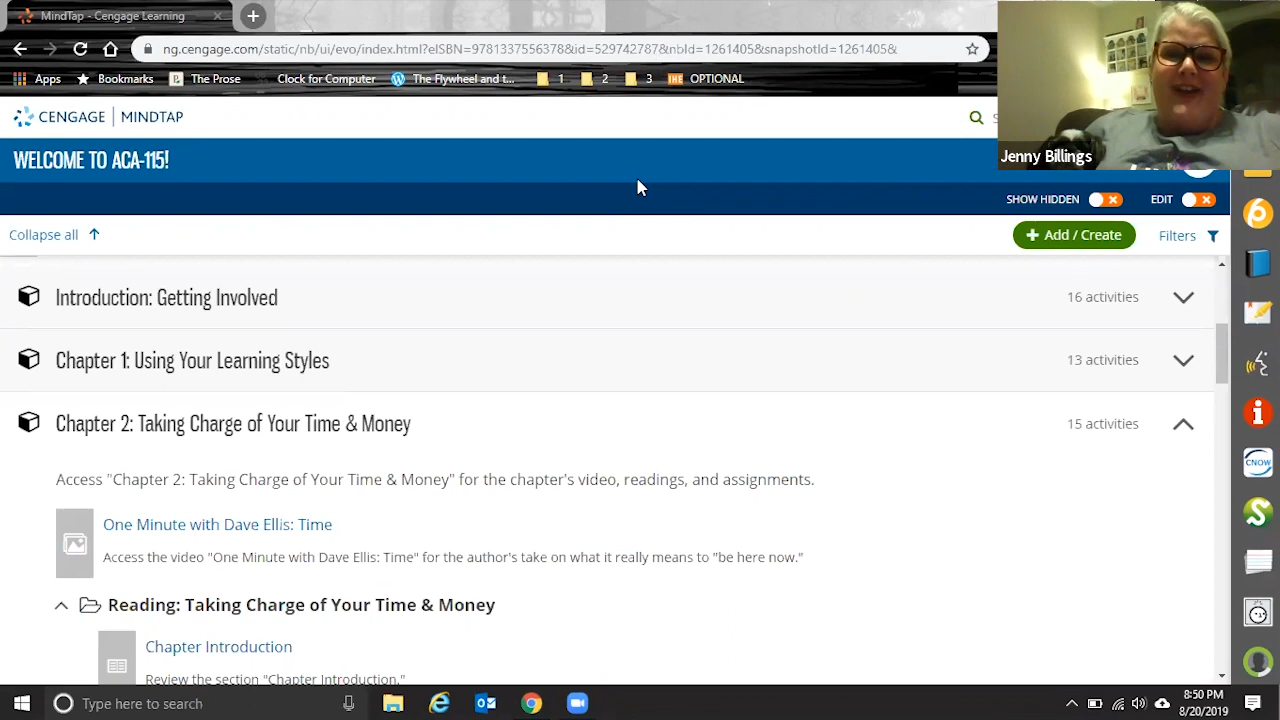 MindTap - Cengage Learning
ng.cengage.com/static/nb/ui/evo/index.html?eISBN=9781337556378&id=529742787&nbId=1261405&snapshotId=1261405&
Apps Bookmarks The Prose Clock for Computer The Flywheel and t... 1 2 3 THE OPTIONAL
CENGAGE MINDTAP
Jenny Billings
WELCOME TO ACA-115!
SHOW HIDDEN EDIT
Collapse all + Add / Create Filters
Introduction: Getting Involved 16 activities
Chapter 1: Using Your Learning Styles 13 activities
Chapter 2: Taking Charge of Your Time & Money 15 activities
CNOW
Access "Chapter 2: Taking Charge of Your Time & Money" for the chapter's video, readings, and assignments.
One Minute with Dave Ellis: Time
Access the video "One Minute with Dave Ellis: Time" for the author's take on what it really means to "be here now."
Reading: Taking Charge of Your Time & Money
Chapter Introduction
Review the section "Chapter Introduction."
Type here to search
8:50 PM
8/20/2019